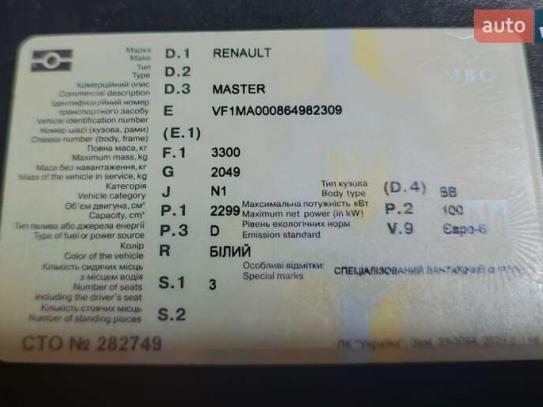 auto
МВС
Марка
Make D.1 RENAULT
Тип
Type D.2
Комерційний опис
Commercial description D.3 MASTER
Ідентифікаційний номер
транспортного засобу E VF1MA000864982309
Vehicle identification number
Номер шасі (кузова, рами)
Chassis number (body, frame) (E.1)
Повна маса, кг
Maximum mass, kg F.1 3300
Маса без навантаження, кг
Mass of the vehicle in service, kg G 2049
Категорія
Vehicle category J N1
Тип кузова
Body type (D.4) BB
Об'єм двигуна, см³
Capacity, cm³ P.1 2299
Максимальна потужність кВт
Maximum net power (in kW) P.2 100
Тип палива або джерела енергії
Type of fuel or power source P.3 D
Рівень екологічних норм
Emission standard V.9 Євро-6
Колір
Color of the vehicle R БІЛИЙ
Кількість сидячих місць
з місцем водія
Number of seats
including the driver's seat S.1 3
Особливі відмітки:
Special marks СПЕЦІАЛІЗОВАНИЙ ВАНТАЖНИЙ
Кількість стоячих місць
Number of standing places S.2
СТО № 282749
ПК "Україна", Зам.